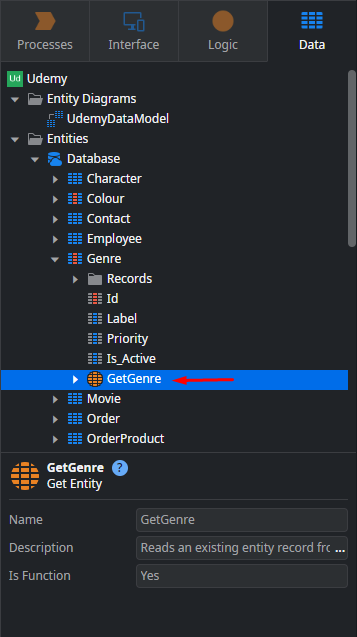 Processes Interface Logic Data
Ud Udemy
Entity Diagrams
UdemyDataModel
Entities
Database
Character
Colour
Contact
Employee
Genre
Records
Id
Label
Priority
Is_Active
GetGenre
Movie
Order
OrderProduct
GetGenre ?
Get Entity
Name GetGenre
Description Reads an existing entity record fro ...
Is Function Yes